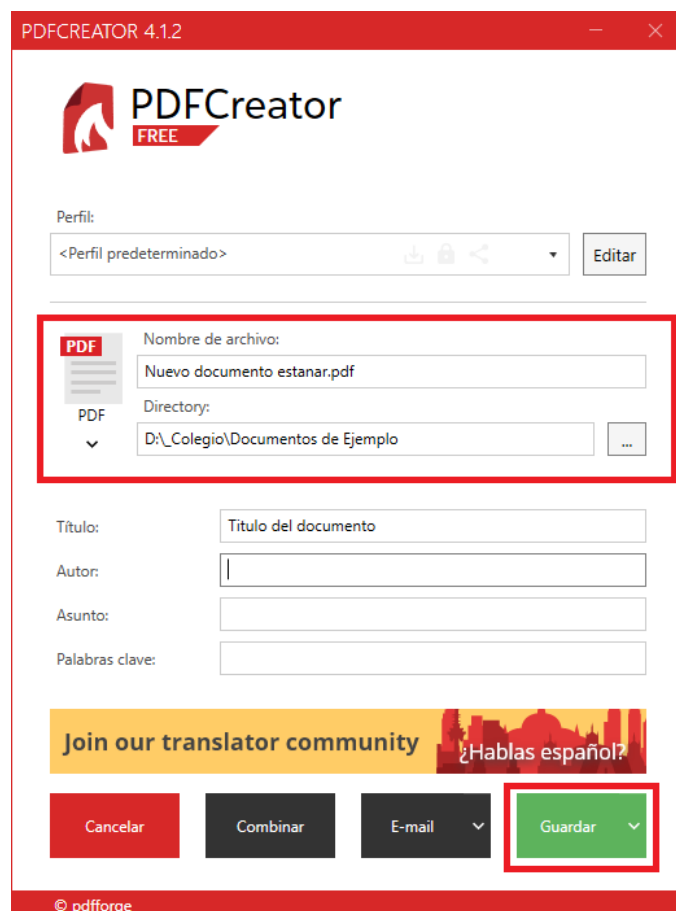 PDFCREATOR 4.1.2
PDFCreator
FREE
Perfil:
<Perfil predeterminado>
Editar
PDF
Nombre de archivo:
Nuevo documento estanar.pdf
PDF
Directory:
D:\_Colegio\Documentos de Ejemplo
...
Título: Titulo del documento
Autor:
Asunto:
Palabras clave:
Join our translator community ¿Hablas español?
Cancelar Combinar E-mail Guardar
© pdfforge